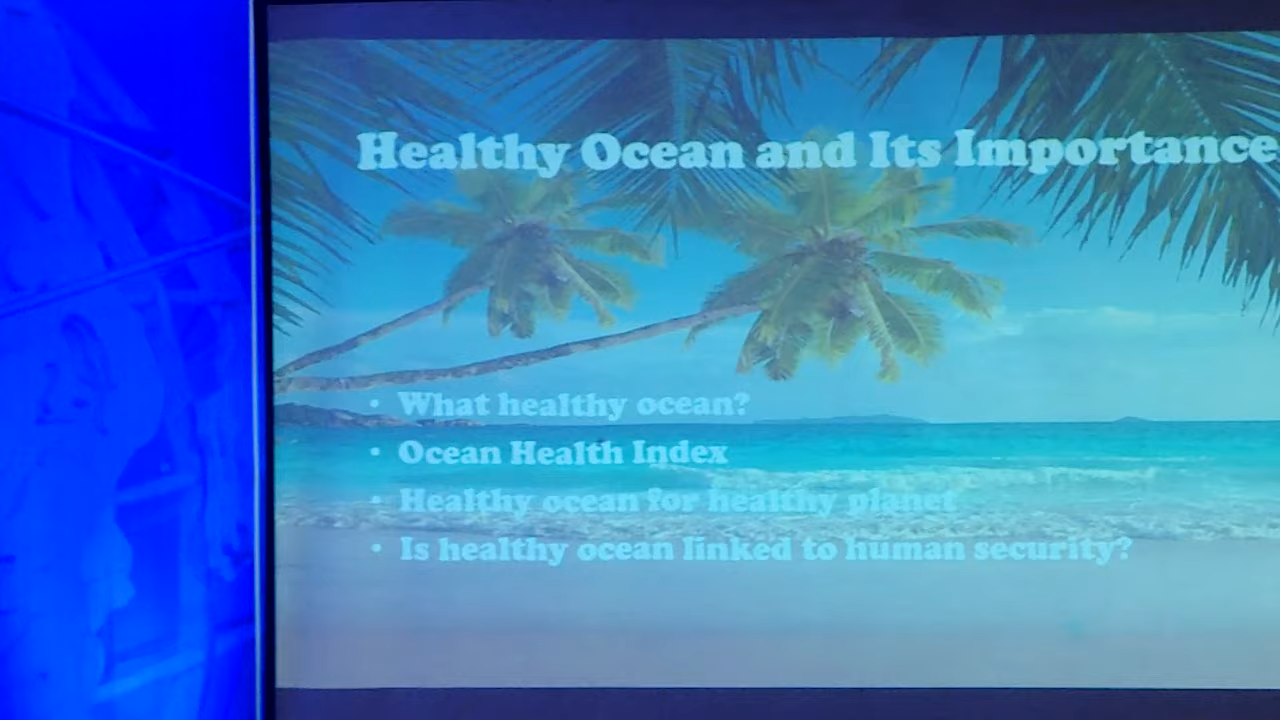 Healthy Ocean and Its Importance
• What healthy ocean?
• Ocean Health Index
• Healthy ocean for healthy planet
• Is healthy ocean linked to human security?